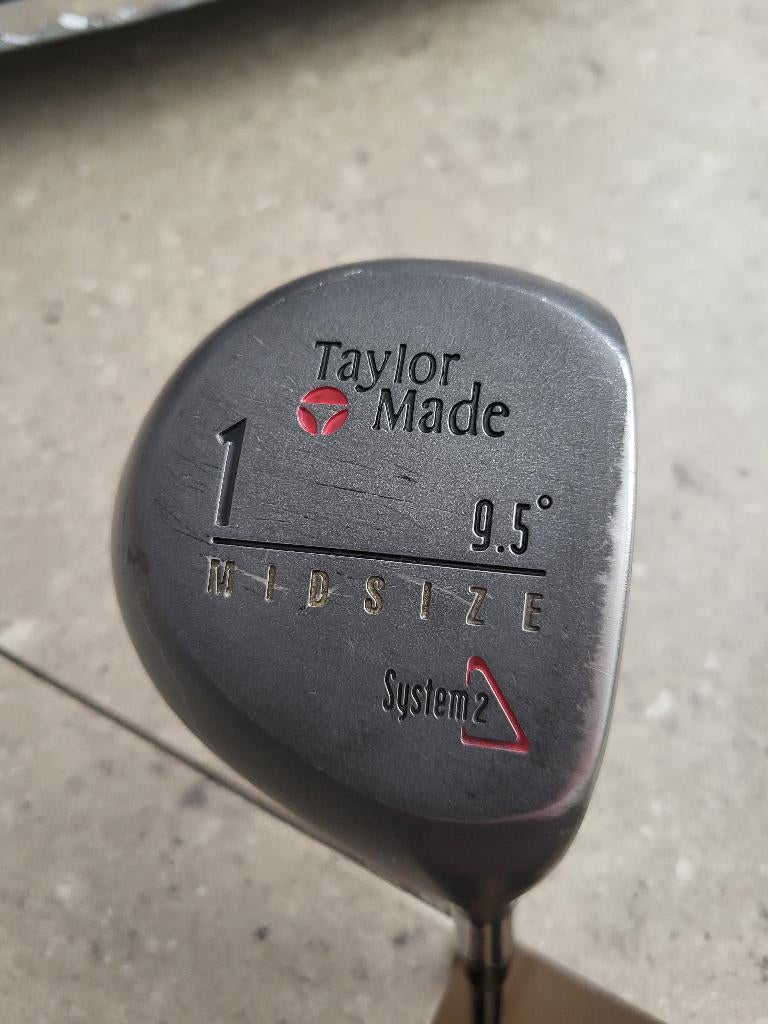 Taylor
Made
1
9.5°
MIDSIZE
System 2